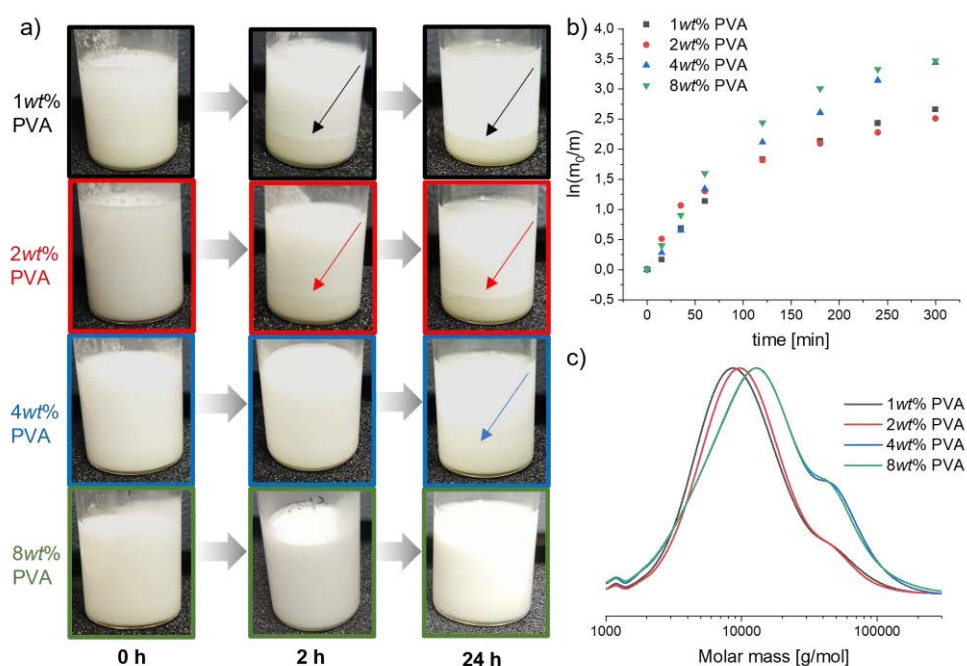 a)
1wt%
PVA
2wt%
PVA
4wt%
PVA
8wt%
PVA
0 h
2 h
24 h
b)
1wt% PVA
2wt% PVA
4wt% PVA
8wt% PVA
ln(m₀/m)
4,0
3,5
3,0
2,5
2,0
1,5
1,0
0,5
0,0
-0,5
0
50
100
150
200
250
300
time [min]
c)
1wt% PVA
2wt% PVA
4wt% PVA
8wt% PVA
1000
10000
100000
Molar mass [g/mol]